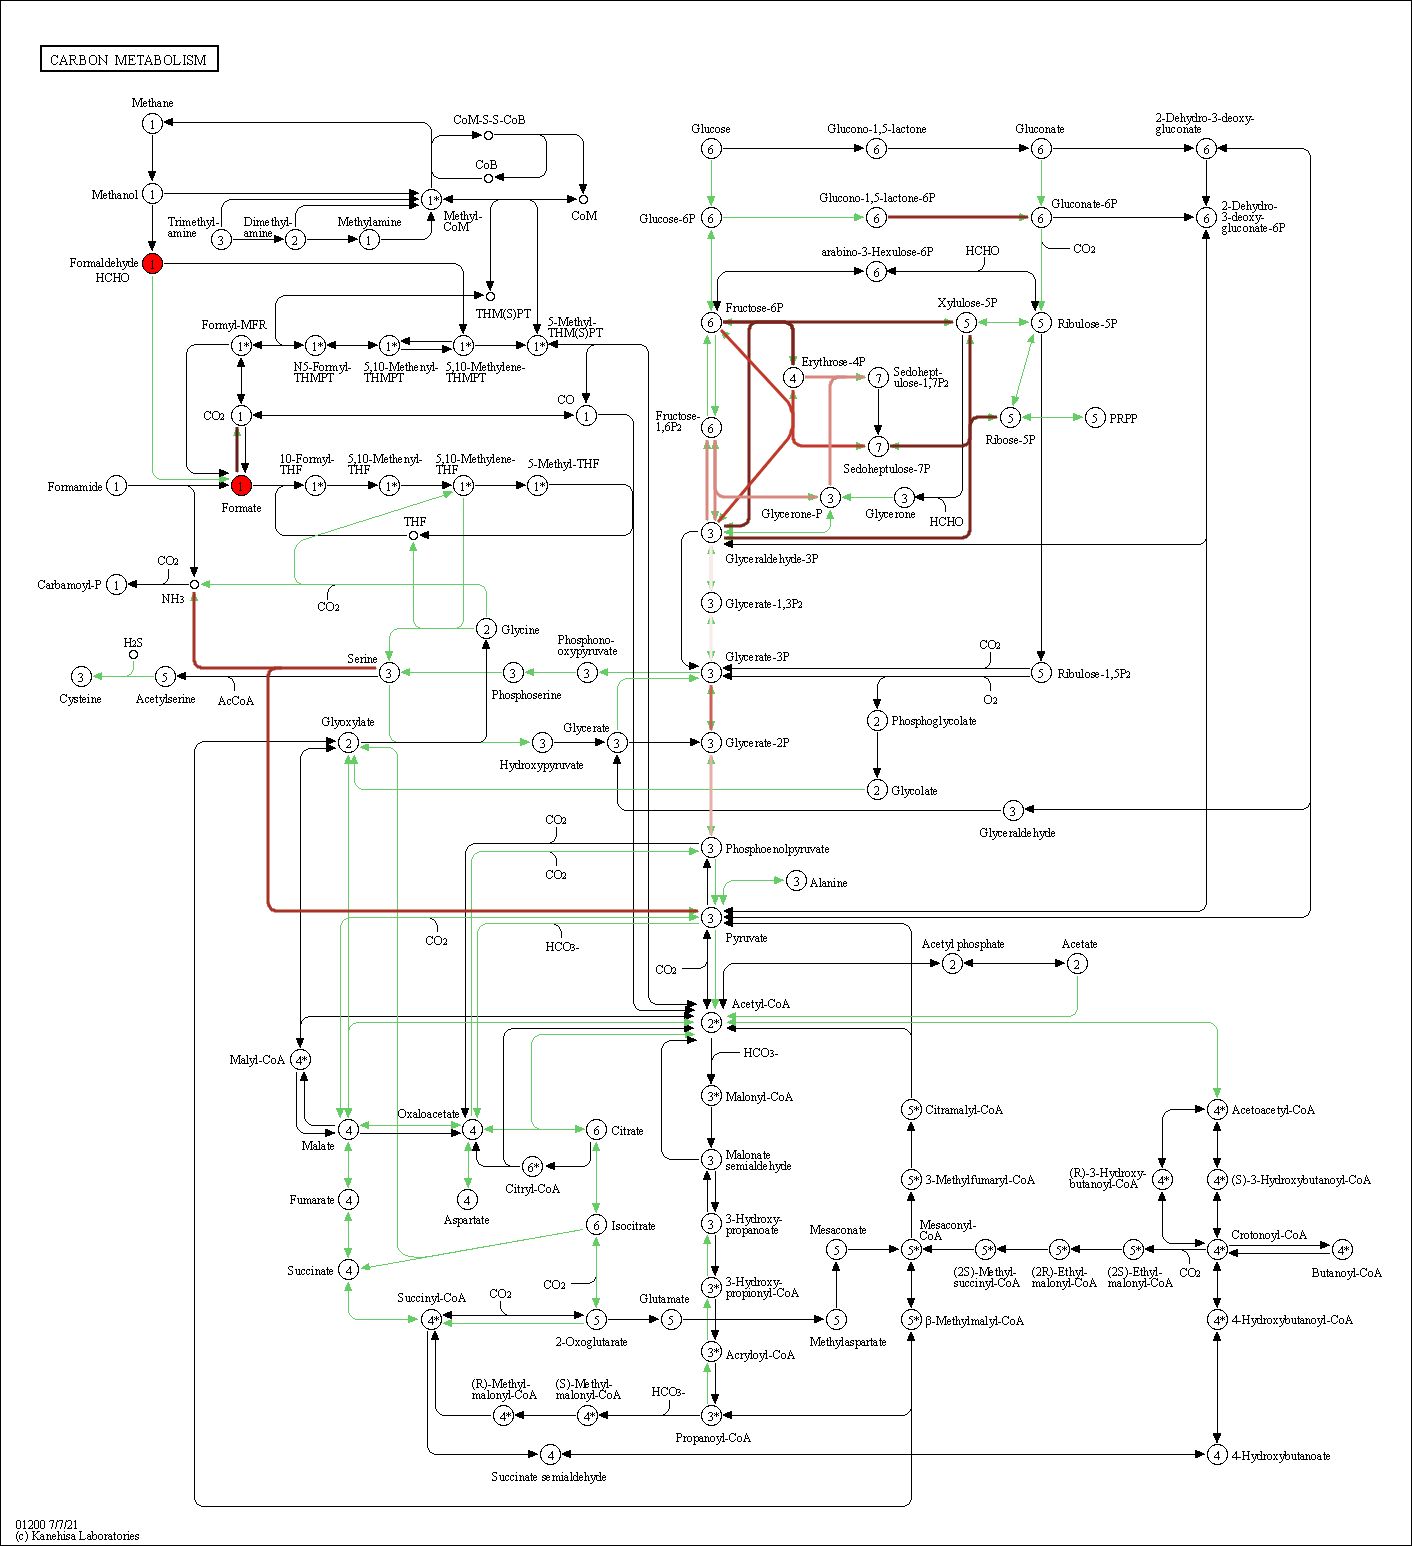 CARBON METABOLISM
Methane
1
CoM-S-S-CoB
CoB
Methanol
1
1*
Methyl-
CoM
CoM
Trimethyl-
amine
3
Dimethyl-
amine
2
Methylamine
1
Formaldehyde
HCHO
1
THM(S)PT
Formyl-MFR
1*
N5-Formyl-
THMPT
1*
5,10-Methenyl-
THMPT
1*
5,10-Methylene-
THMPT
1*
5-Methyl-
THM(S)PT
1*
CO2
1
CO
1
Formamide
1
Formate
1
10-Formyl-
THF
1*
5,10-Methenyl-
THF
1*
5,10-Methylene-
THF
1*
5-Methyl-THF
1*
THF
Carbamoyl-P
1
CO2
NH3
CO2
Glycine
2
H2S
Cysteine
3
Acetylserine
5
AcCoA
Serine
3
Phosphoserine
3
Phosphono-
oxypyruvate
3
Glyoxylate
2
Hydroxypyruvate
3
Glycerate
3
Glucose
6
Glucono-1,5-lactone
6
Gluconate
6
2-Dehydro-3-deoxy-
gluconate
6
Glucose-6P
6
Glucono-1,5-lactone-6P
6
Gluconate-6P
6
2-Dehydro-
3-deoxy-
gluconate-6P
6
CO2
arabino-3-Hexulose-6P
6
HCHO
Fructose-6P
6
Xylulose-5P
5
Ribulose-5P
5
Erythrose-4P
4
Sedohept-
ulose-1,7P2
7
Fructose-
1,6P2
6
Ribose-5P
5
PRPP
5
Sedoheptulose-7P
7
Glycerone-P
3
Glycerone
3
HCHO
Glyceraldehyde-3P
3
Glycerate-1,3P2
3
Glycerate-3P
3
CO2
O2
Ribulose-1,5P2
5
Phosphoglycolate
2
Glycerate-2P
3
Glycolate
2
Glyceraldehyde
3
CO2
CO2
Phosphoenolpyruvate
3
Alanine
3
Pyruvate
3
CO2
HCO3-
CO2
Acetyl phosphate
2
Acetate
2
Acetyl-CoA
2*
HCO3-
Malyl-CoA
4*
Malonyl-CoA
3*
Malate
4
Oxaloacetate
4
Citrate
6
Citryl-CoA
6*
Malonate
semialdehyde
3
Citramalyl-CoA
5*
Acetoacetyl-CoA
4*
Fumarate
4
Aspartate
4
Isocitrate
6
3-Hydroxy-
propanoate
3
3-Methylfumaryl-CoA
5*
(R)-3-Hydroxy-
butanoyl-CoA
4*
(S)-3-Hydroxybutanoyl-CoA
4*
Succinate
4
CO2
Mesaconate
5
Mesaconyl-
CoA
5*
(2S)-Methyl-
succinyl-CoA
5*
(2R)-Ethyl-
malonyl-CoA
5*
(2S)-Ethyl-
malonyl-CoA
5*
CO2
Crotonoyl-CoA
4*
Butanoyl-CoA
4*
3-Hydroxy-
propionyl-CoA
3*
Succinyl-CoA
4*
CO2
2-Oxoglutarate
5
Glutamate
5
Methylaspartate
5
β-Methylmalyl-CoA
5*
4-Hydroxybutanoyl-CoA
4*
Acryloyl-CoA
3*
(R)-Methyl-
malonyl-CoA
4*
(S)-Methyl-
malonyl-CoA
4*
HCO3-
Propanoyl-CoA
3*
Succinate semialdehyde
4
4-Hydroxybutanoate
4
01200 7/7/21
(c) Kanehisa Laboratories